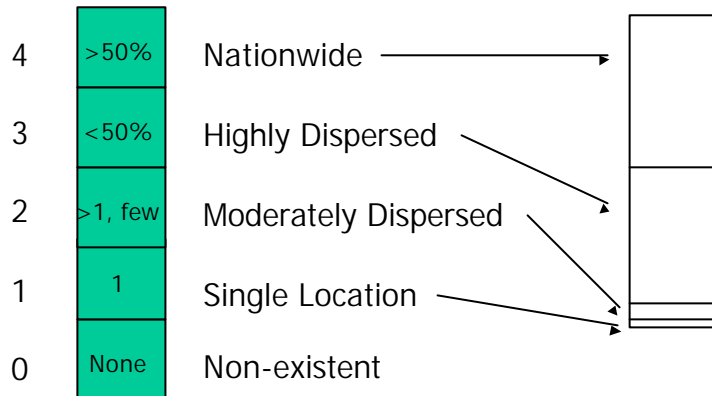 4 >50% Nationwide
3 <50% Highly Dispersed
2 >1, few Moderately Dispersed
1 1 Single Location
0 None Non-existent